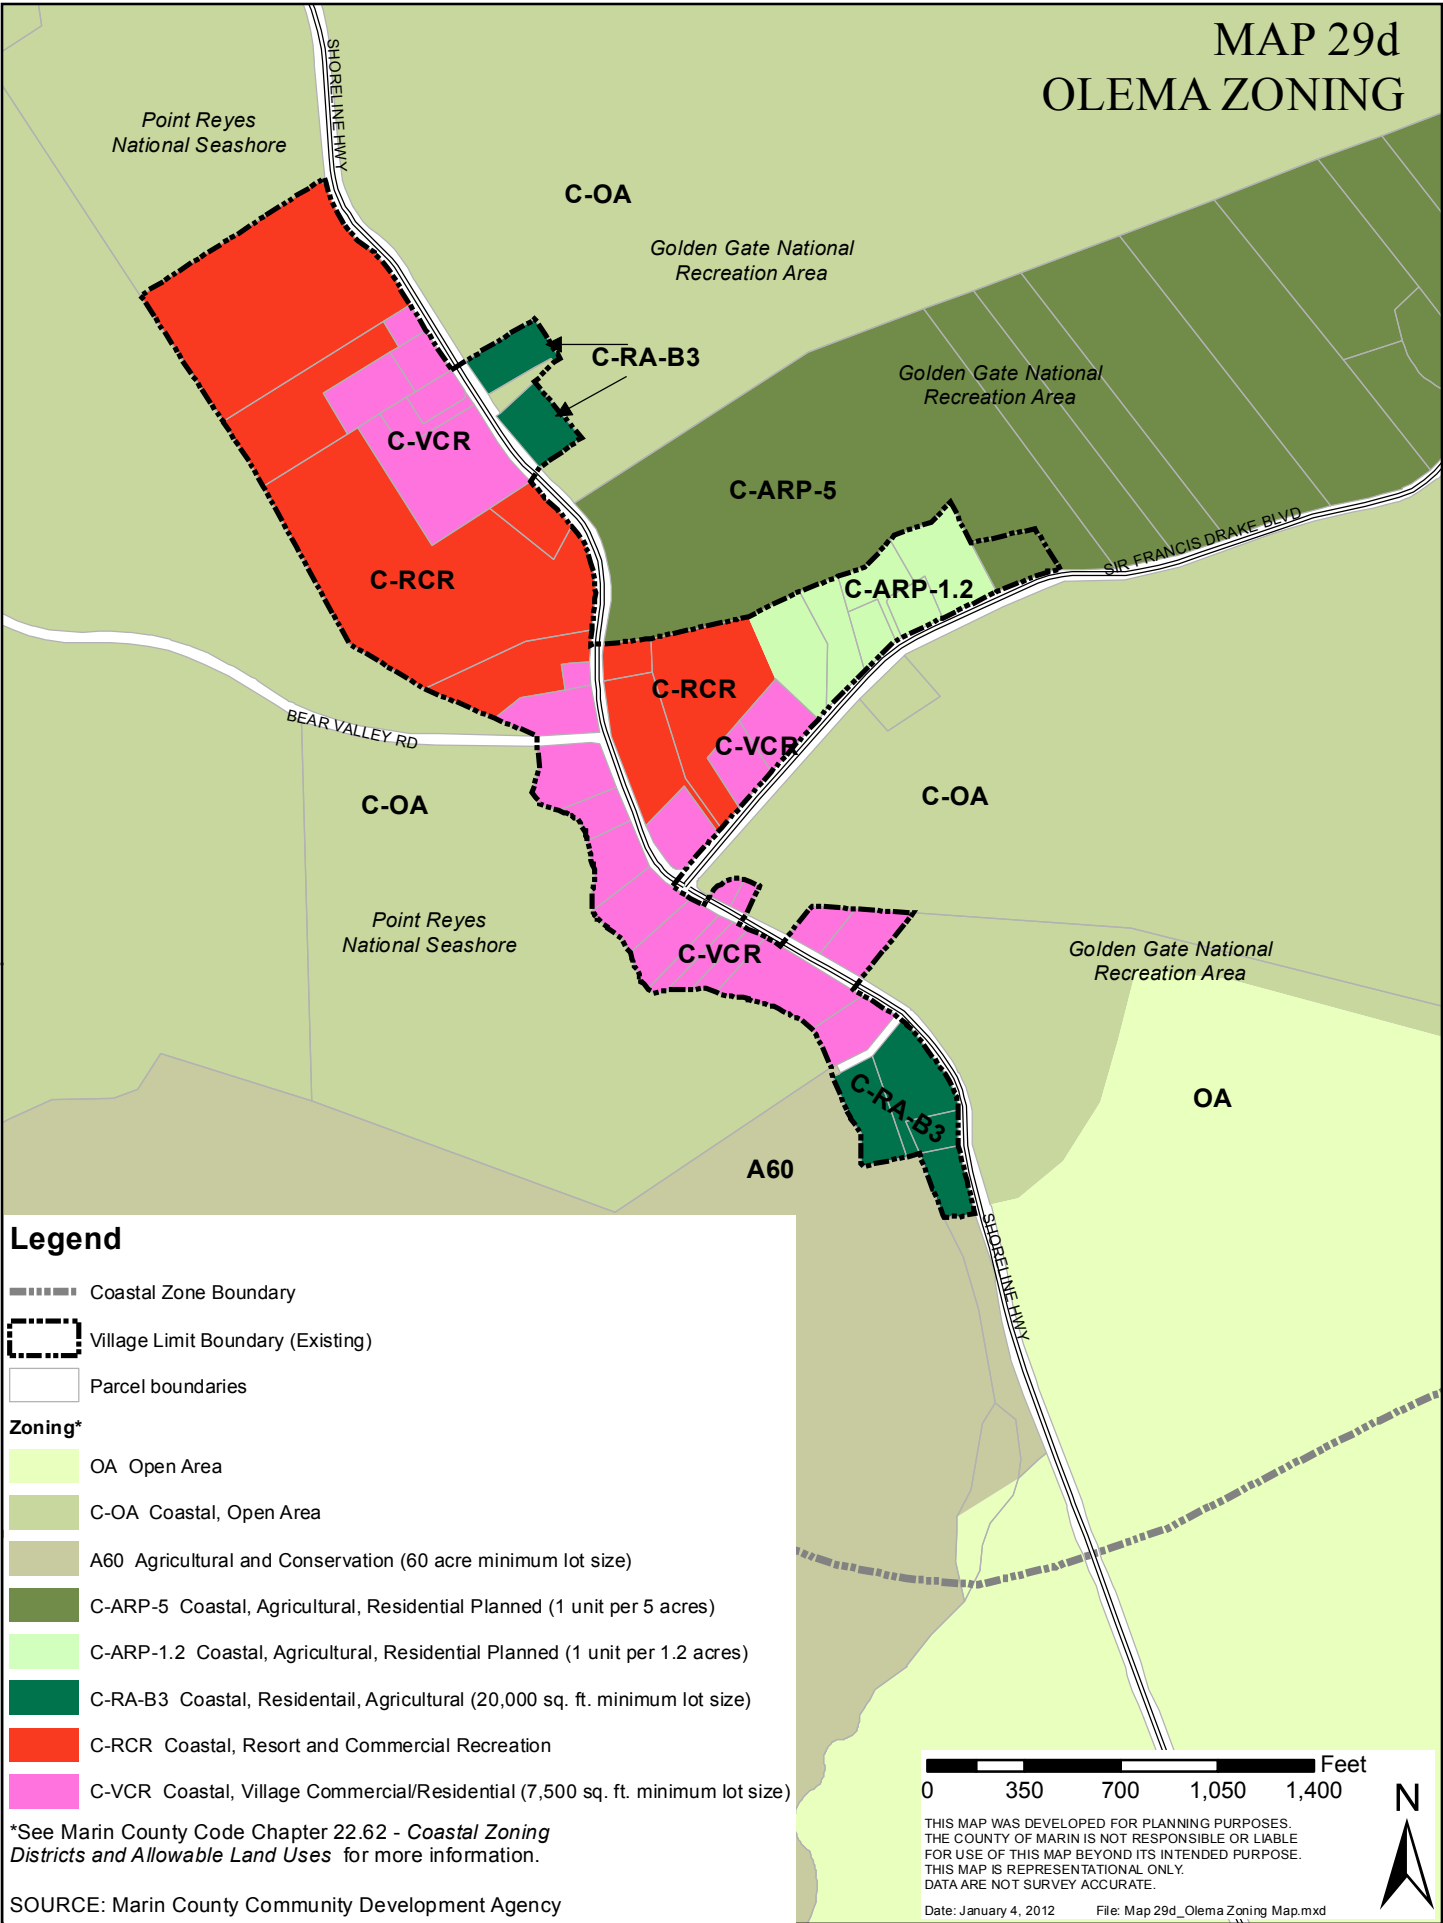 MAP 29d
OLEMA ZONING
SHORELINE HWY
Point Reyes
National Seashore
C-OA
Golden Gate National
Recreation Area
C-RA-B3
Golden Gate National
Recreation Area
C-VCR
C-ARP-5
SIR FRANCIS DRAKE BLVD
C-RCR
C-ARP-1.2
C-RCR
BEAR VALLEY RD
C-VCR
C-OA
C-OA
Point Reyes
National Seashore
C-VCR
Golden Gate National
Recreation Area
C-RA-B3
OA
A60
SHORELINE HWY
Legend
Coastal Zone Boundary
Village Limit Boundary (Existing)
Parcel boundaries
Zoning*
OA Open Area
C-OA Coastal, Open Area
A60 Agricultural and Conservation (60 acre minimum lot size)
C-ARP-5 Coastal, Agricultural, Residential Planned (1 unit per 5 acres)
C-ARP-1.2 Coastal, Agricultural, Residential Planned (1 unit per 1.2 acres)
C-RA-B3 Coastal, Residentail, Agricultural (20,000 sq. ft. minimum lot size)
C-RCR Coastal, Resort and Commercial Recreation
C-VCR Coastal, Village Commercial/Residential (7,500 sq. ft. minimum lot size)
*See Marin County Code Chapter 22.62 - Coastal Zoning
Districts and Allowable Land Uses for more information.
SOURCE: Marin County Community Development Agency
Feet
0 350 700 1,050 1,400
N
THIS MAP WAS DEVELOPED FOR PLANNING PURPOSES.
THE COUNTY OF MARIN IS NOT RESPONSIBLE OR LIABLE
FOR USE OF THIS MAP BEYOND ITS INTENDED PURPOSE.
THIS MAP IS REPRESENTATIONAL ONLY.
DATA ARE NOT SURVEY ACCURATE.
Date: January 4, 2012 File: Map 29d_Olema Zoning Map.mxd